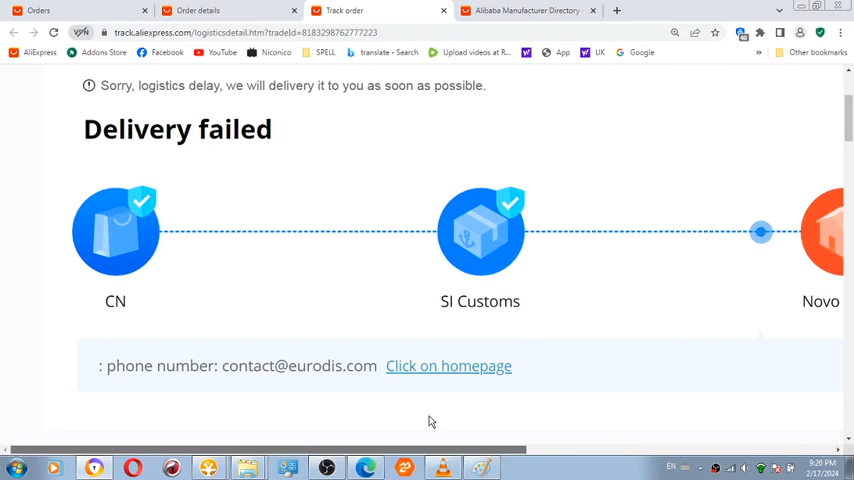 Orders
Order details
Track order
Alibaba Manufacturer Directory -
VPN
track.aliexpress.com/logisticsdetail.htm?tradeId=8183298762777223
40
AliExpress
Addons Store
Facebook
YouTube
Niconico
SPELL
translate - Search
Upload videos at R...
App
UK
Google
»
Other bookmarks
Sorry, logistics delay, we will delivery it to you as soon as possible.
Delivery failed
CN
SI Customs
Novo
: phone number: contact@eurodis.com Click on homepage
EN
9:20 PM
2/17/2024